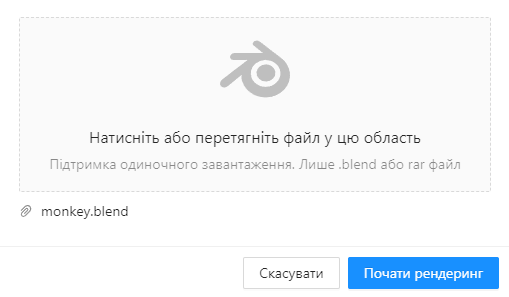 Натисніть або перетягніть файл у цю область
Підтримка одиночного завантаження. Лише .blend або rar файл
monkey.blend
Скасувати
Почати рендеринг